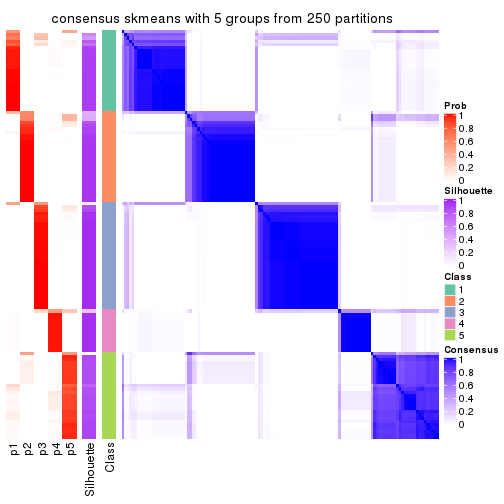 consensus skmeans with 5 groups from 250 partitions
p1
p2
p3
p4
p5
Silhouette
Class
Prob
1
0.8
0.6
0.4
0.2
0
Silhouette
1
0.8
0.6
0.4
0.2
0
Class
1
2
3
4
5
Consensus
1
0.8
0.6
0.4
0.2
0